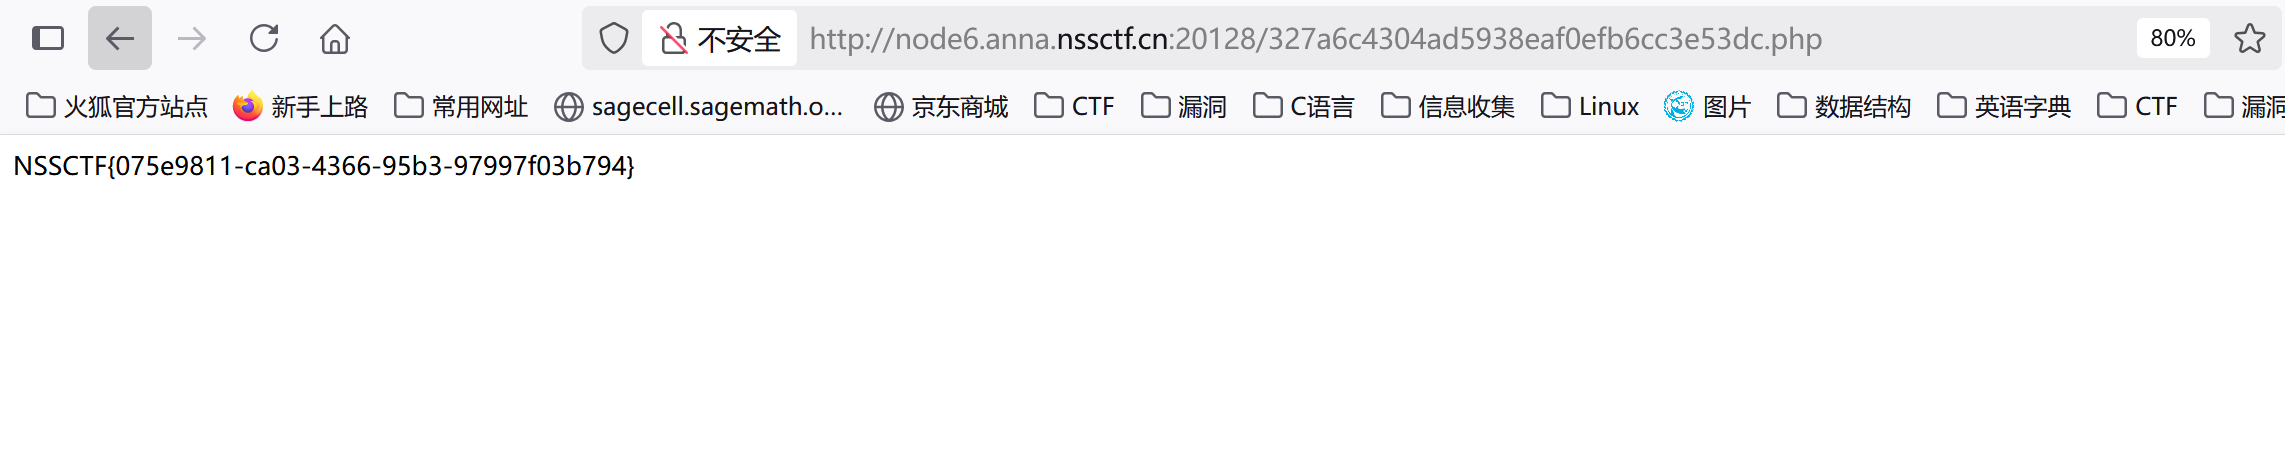 不安全 http://node6.anna.nssctf.cn:20128/327a6c4304ad5938eaf0efb6cc3e53dc.php 80%
火狐官方站点 新手上路 常用网址 sagecell.sagemath.o... 京东商城 CTF 漏洞 C语言 信息收集 Linux 图片 数据结构 英语字典 CTF 漏洞
NSSCTF{075e9811-ca03-4366-95b3-97997f03b794}